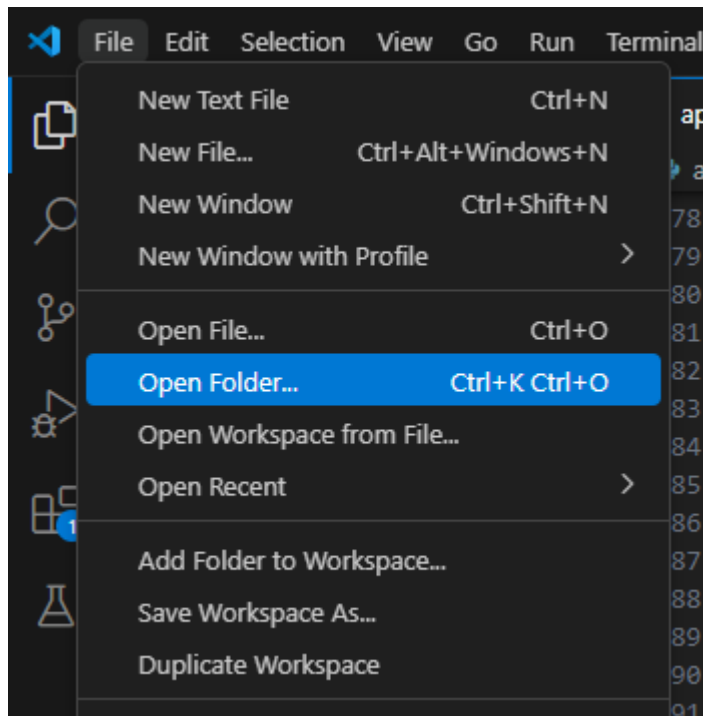 File Edit Selection View Go Run Terminal
New Text File Ctrl+N
New File... Ctrl+Alt+Windows+N
New Window Ctrl+Shift+N
New Window with Profile
Open File... Ctrl+O
Open Folder... Ctrl+K Ctrl+O
Open Workspace from File...
Open Recent
Add Folder to Workspace...
Save Workspace As...
Duplicate Workspace
1
ap
a
78
79
80
81
82
83
84
85
86
87
88
89
90
91